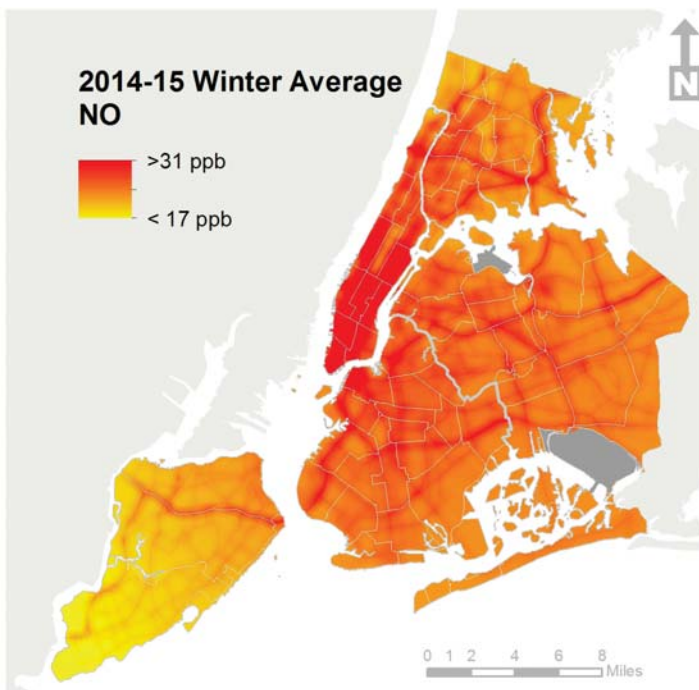 2014-15 Winter Average
NO
>31 ppb
< 17 ppb
N
0 1 2 4 6 8
Miles